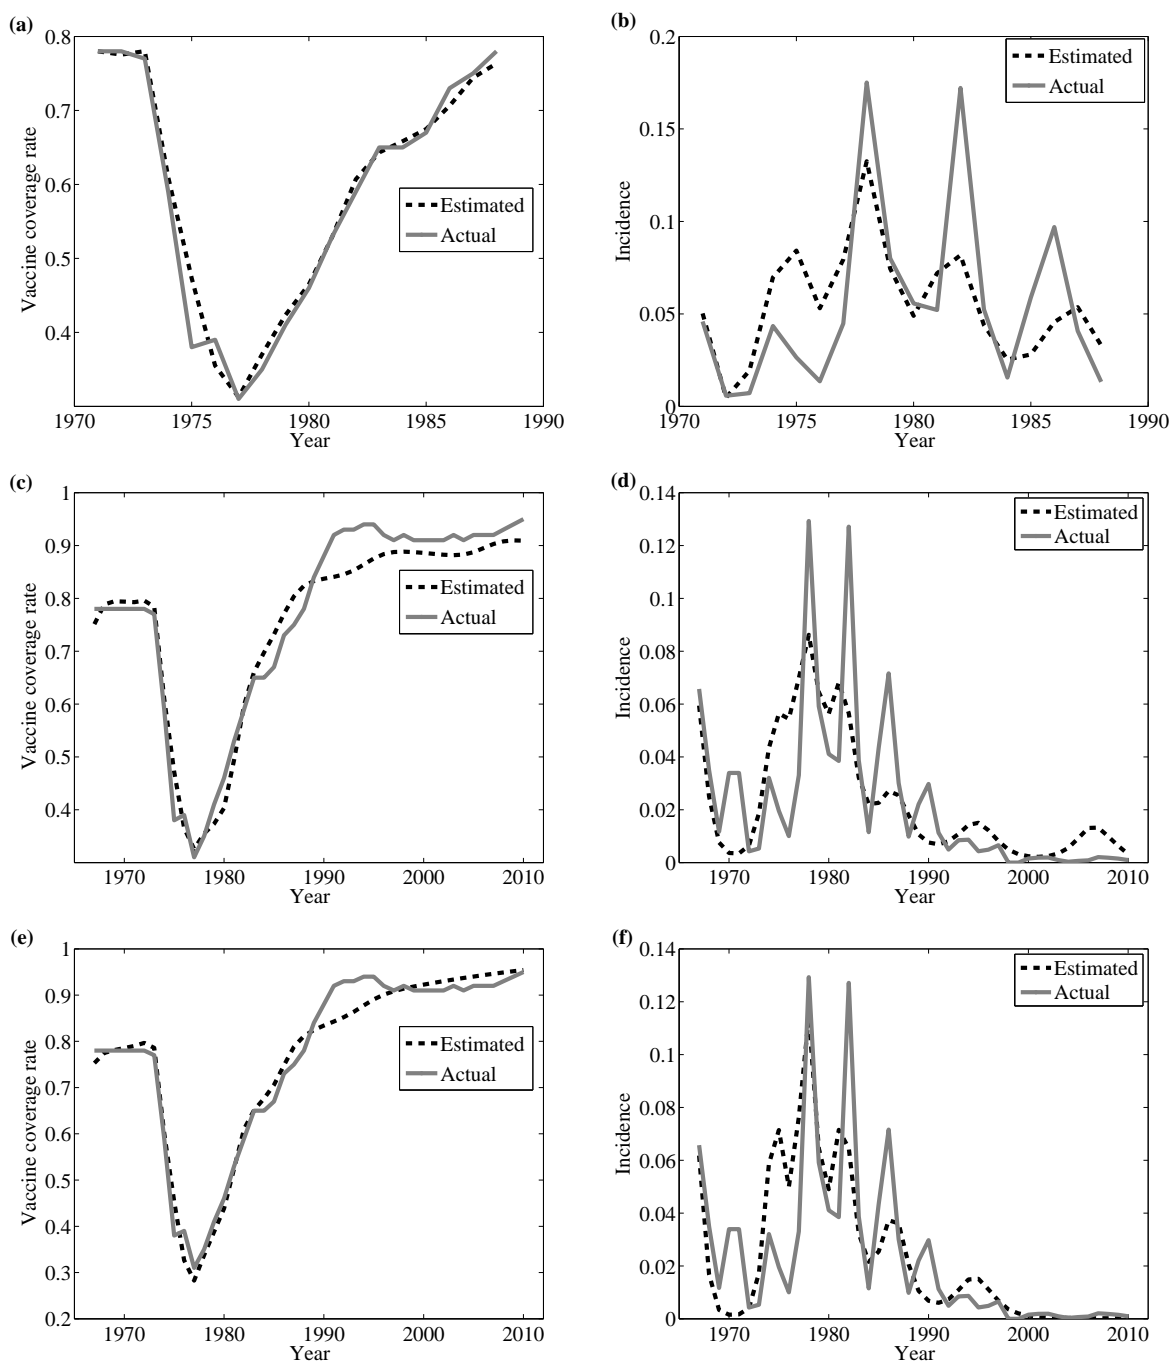 (a)
0.8
0.7
0.6
0.5
0.4
Vaccine coverage rate
Estimated
Actual
1970 1975 1980 1985 1990
Year
(b)
0.2
0.15
0.1
0.05
0
Incidence
Estimated
Actual
1970 1975 1980 1985 1990
Year
(c)
1
0.9
0.8
0.7
0.6
0.5
0.4
Vaccine coverage rate
Estimated
Actual
1970 1980 1990 2000 2010
Year
(d)
0.14
0.12
0.1
0.08
0.06
0.04
0.02
0
Incidence
Estimated
Actual
1970 1980 1990 2000 2010
Year
(e)
1
0.9
0.8
0.7
0.6
0.5
0.4
0.3
0.2
Vaccine coverage rate
Estimated
Actual
1970 1980 1990 2000 2010
Year
(f)
0.14
0.12
0.1
0.08
0.06
0.04
0.02
0
Incidence
Estimated
Actual
1970 1980 1990 2000 2010
Year